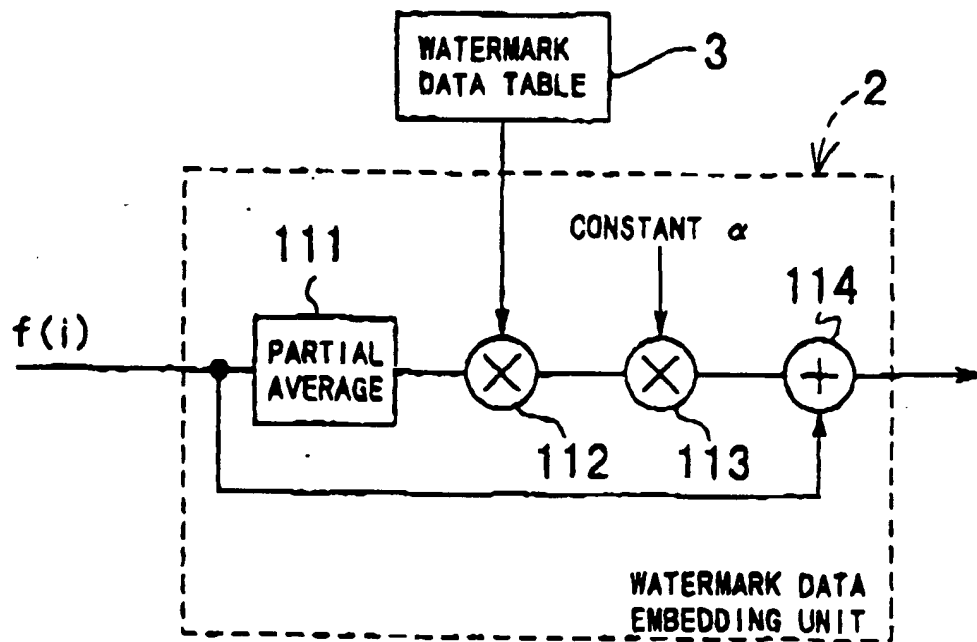 WATERMARK
DATA TABLE
3
2
CONSTANT α
111
114
f(i)
PARTIAL
AVERAGE
112
113
WATERMARK DATA
EMBEDDING UNIT